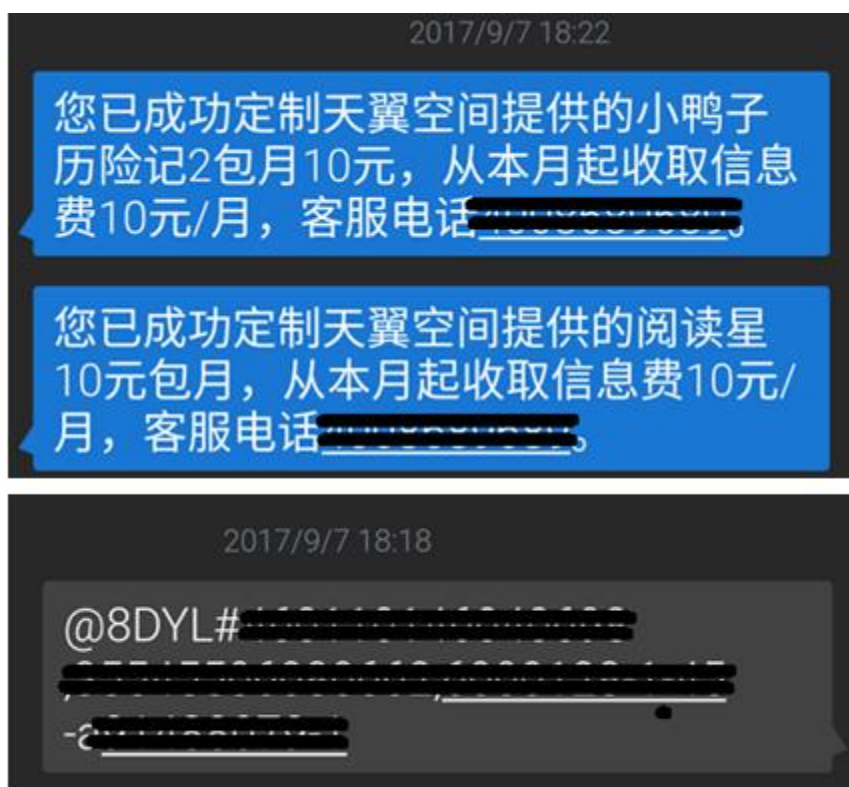 2017/9/7 18:22
您已成功定制天翼空间提供的小鸭子
历险记2包月10元，从本月起收取信息
费10元/月，客服电话。
您已成功定制天翼空间提供的阅读星
10元包月，从本月起收取信息费10元/
月，客服电话。
2017/9/7 18:18
@8DYL#